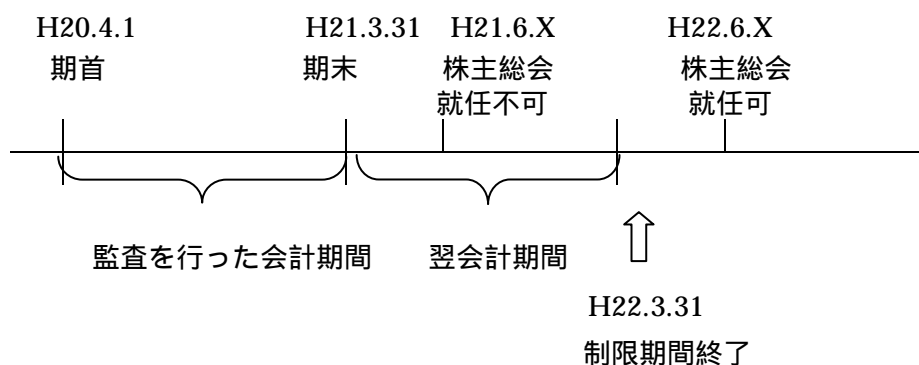 H20.4.1 H21.3.31 H21.6.X H22.6.X
期首 期末 株主総会 株主総会
就任不可 就任可
監査を行った会計期間 翌会計期間
H22.3.31
制限期間終了